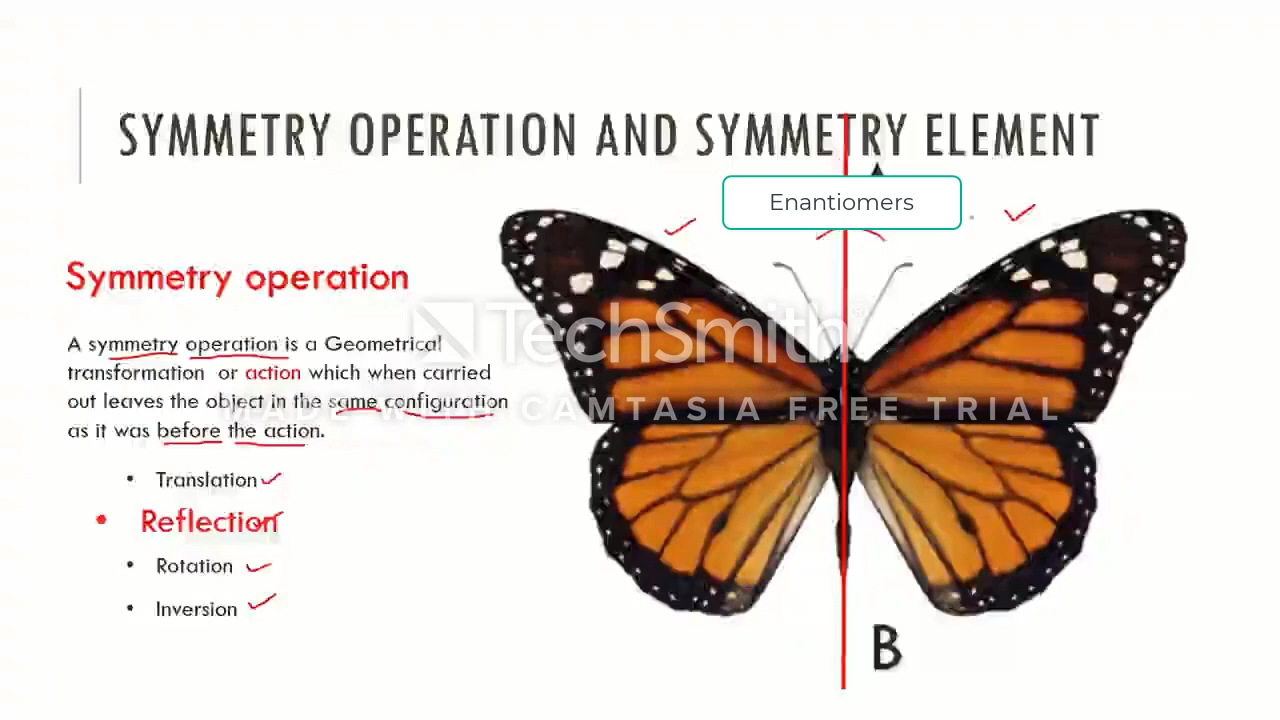 SYMMETRY OPERATION AND SYMMETRY ELEMENT
Enantiomers
Symmetry operation
A symmetry operation is a Geometrical
transformation or action which when carried
out leaves the object in the same configuration
as it was before the action.
• Translation
• Reflection
• Rotation
• Inversion
TechSmith®
MADE WITH CAMTASIA FREE TRIAL
B